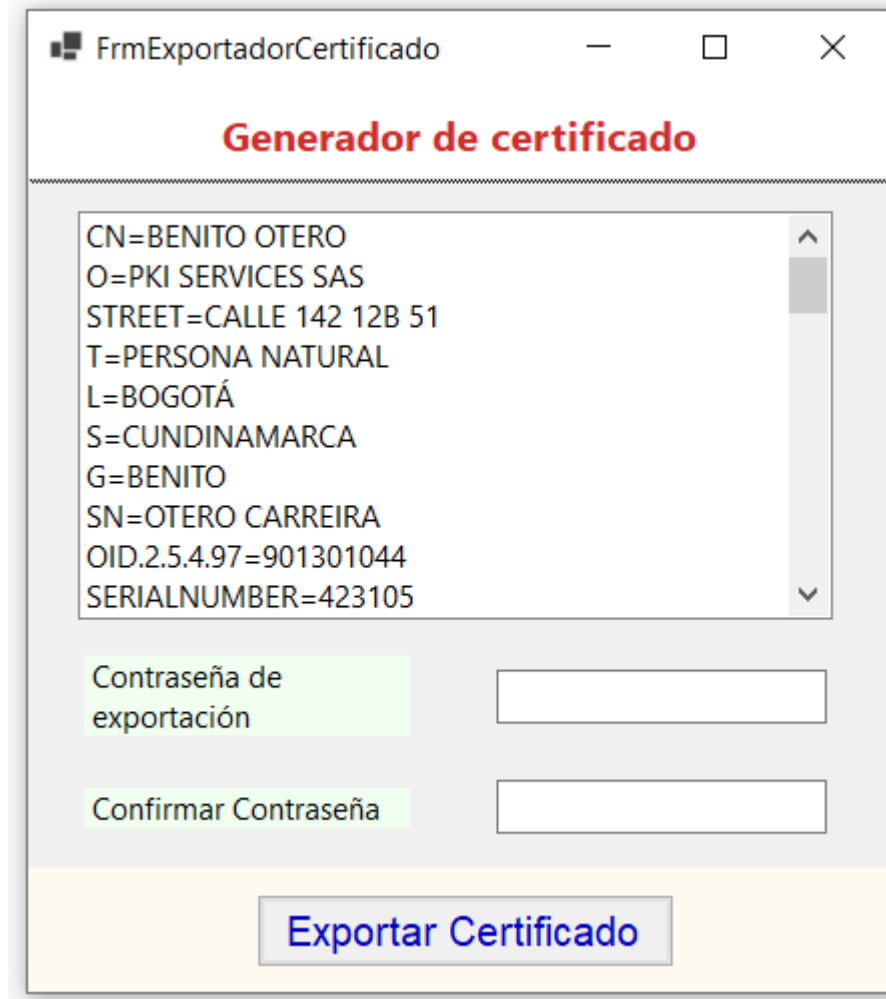 FrmExportadorCertificado
Generador de certificado
CN=BENITO OTERO
O=PKI SERVICES SAS
STREET=CALLE 142 12B 51
T=PERSONA NATURAL
L=BOGOTÁ
S=CUNDINAMARCA
G=BENITO
SN=OTERO CARREIRA
OID.2.5.4.97=901301044
SERIALNUMBER=423105
Contraseña de
exportación
Confirmar Contraseña
Exportar Certificado